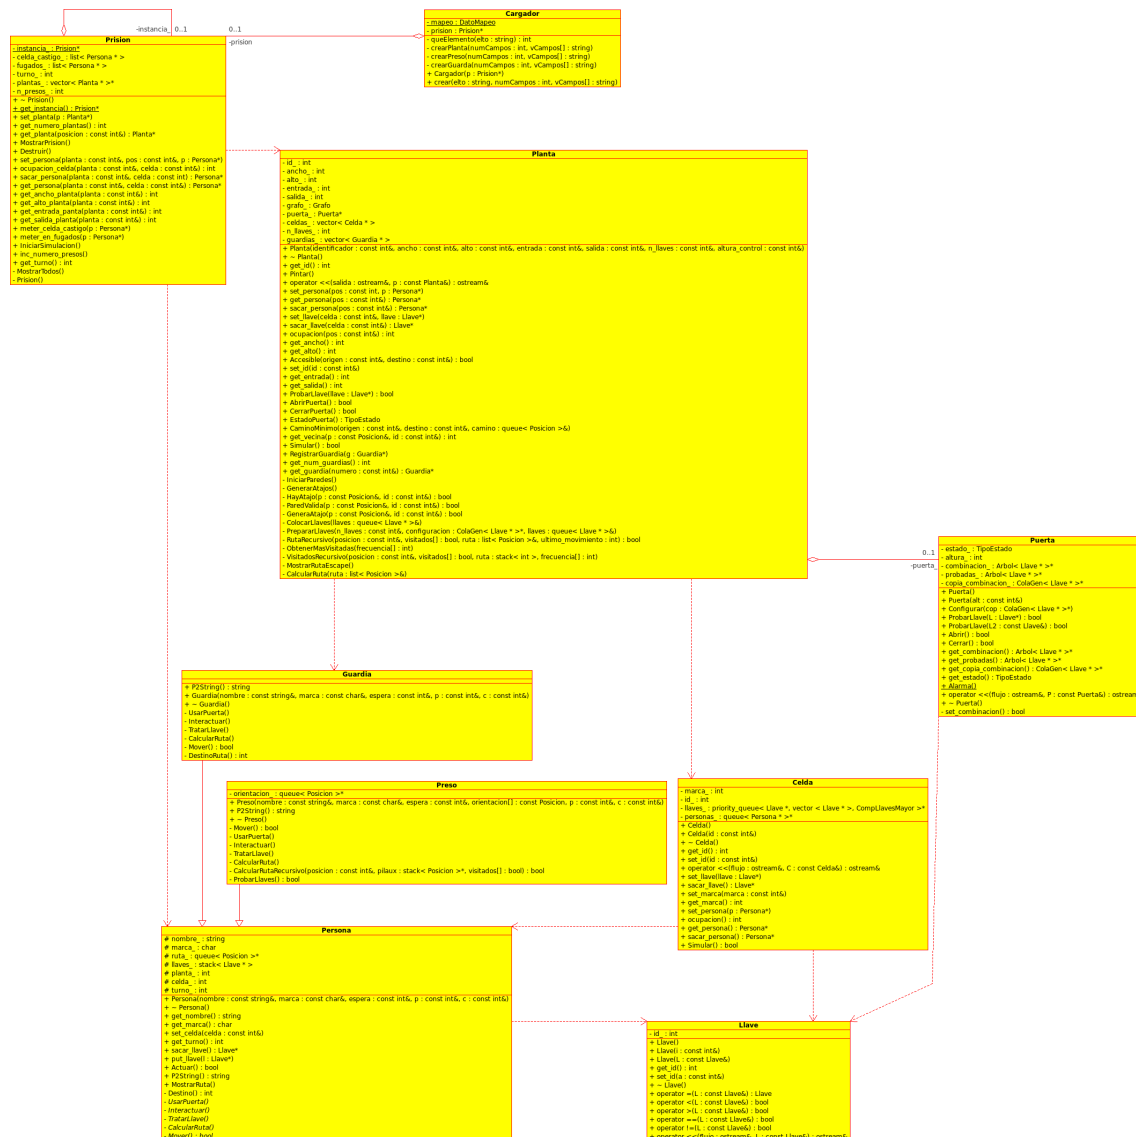 Cargador
- mapeo : DatoMapeo
- prision : Prision*
- queElemento(elto : string) : int
- crearPlanta(numCampos : int, vCampos[] : string)
- crearPreso(numCampos : int, vCampos[] : string)
- crearGuarda(numCampos : int, vCampos[] : string)
+ Cargador(p : Prision*)
+ crear(elto : string, numCampos : int, vCampos[] : string)
-instancia_ 0..1
0..1
-prision
Prision
- instancia_ : Prision*
- celda_castigo_ : list< Persona * >
- fugados_ : list< Persona * >
- turno_ : int
- plantas_ : vector< Planta * >*
- n_presos_ : int
+ ~ Prision()
+ get_instancia() : Prision*
+ set_planta(p : Planta*)
+ get_numero_plantas() : int
+ get_planta(posicion : const int&) : Planta*
+ MostrarPrision()
+ Destruir()
+ set_persona(planta : const int&, pos : const int&, p : Persona*)
+ ocupacion_celda(planta : const int&, celda : const int&) : int
+ sacar_persona(planta : const int&, celda : const int) : Persona*
+ get_persona(planta : const int&, celda : const int&) : Persona*
+ get_ancho_planta(planta : const int&) : int
+ get_alto_planta(planta : const int&) : int
+ get_entrada_panta(planta : const int&) : int
+ get_salida_planta(planta : const int&) : int
+ meter_celda_castigo(p : Persona*)
+ meter_en_fugados(p : Persona*)
+ IniciarSimulacion()
+ inc_numero_presos()
+ get_turno() : int
- MostrarTodos()
- Prision()
Planta
- id_ : int
- ancho_ : int
- alto_ : int
- entrada_ : int
- salida_ : int
- grafo_ : Grafo
- puerta_ : Puerta*
- celdas_ : vector< Celda * >
- n_llaves_ : int
- guardias_ : vector< Guardia * >
+ Planta(identificador : const int&, ancho : const int&, alto : const int&, entrada : const int&, salida : const int&, n_llaves : const int&, altura_control : const int&)
+ ~ Planta()
+ get_id() : int
+ Pintar()
+ operator <<(salida : ostream&, p : const Planta&) : ostream&
+ set_persona(pos : const int, p : Persona*)
+ get_persona(pos : const int&) : Persona*
+ sacar_persona(pos : const int&) : Persona*
+ set_llave(celda : const int&, llave : Llave*)
+ sacar_llave(celda : const int&) : Llave*
+ ocupacion(pos : const int&) : int
+ get_ancho() : int
+ get_alto() : int
+ Accesible(origen : const int&, destino : const int&) : bool
+ set_id(id : const int&)
+ get_entrada() : int
+ get_salida() : int
+ ProbarLlave(llave : Llave*) : bool
+ AbrirPuerta() : bool
+ CerrarPuerta() : bool
+ EstadoPuerta() : TipoEstado
+ CaminoMinimo(origen : const int&, destino : const int&, camino : queue< Posicion >&)
+ get_vecina(p : const Posicion&, id : const int&) : int
+ Simular() : bool
+ RegistrarGuardia(g : Guardia*)
+ get_num_guardias() : int
+ get_guardia(numero : const int&) : Guardia*
- IniciarParedes()
- GenerarAtajos()
- HayAtajo(p : const Posicion&, id : const int&) : bool
- ParedValida(p : const Posicion&, id : const int&) : bool
- GeneraAtajo(p : const Posicion&, id : const int&) : bool
- ColocarLlaves(llaves : queue< Llave * >&)
- PrepararLlaves(n_llaves : const int&, configuracion : ColaGen< Llave * >*, llaves : queue< Llave * >&)
- RutaRecursivo(posicion : const int&, visitados[] : bool, ruta : list< Posicion >&, ultimo_movimiento : int) : bool
- ObtenerMasVisitadas(frecuencia[] : int)
- VisitadosRecursivo(posicion : const int&, visitados[] : bool, ruta : stack< int >, frecuencia[] : int)
- MostrarRutaEscape()
- CalcularRuta(ruta : list< Posicion >&)
0..1
-puerta_
Puerta
- estado_ : TipoEstado
- altura_ : int
- combinacion_ : Arbol< Llave * >*
- probadas_ : Arbol< Llave * >*
- copia_combinacion_ : ColaGen< Llave * >*
+ Puerta()
+ Puerta(alt : const int&)
+ Configurar(cop : ColaGen< Llave * >*)
+ ProbarLlave(L : Llave*) : bool
+ ProbarLlave(L2 : const Llave&) : bool
+ Abrir() : bool
+ Cerrar() : bool
+ get_combinacion() : Arbol< Llave * >*
+ get_probadas() : Arbol< Llave * >*
+ get_copia_combinacion() : ColaGen< Llave * >*
+ get_estado() : TipoEstado
+ Alarma()
+ operator <<(flujo : ostream&, P : const Puerta&) : ostream
+ ~ Puerta()
- set_combinacion() : bool
Guardia
+ P2String() : string
+ Guardia(nombre : const string&, marca : const char&, espera : const int&, p : const int&, c : const int&)
+ ~ Guardia()
- UsarPuerta()
- Interactuar()
- TratarLlave()
- CalcularRuta()
- Mover() : bool
- DestinoRuta() : int
Preso
- orientacion_ : queue< Posicion >*
+ Preso(nombre : const string&, marca : const char&, espera : const int&, orientacion[] : const Posicion, p : const int&, c : const int&)
+ P2String() : string
+ ~ Preso()
- Mover() : bool
- UsarPuerta()
- Interactuar()
- TratarLlave()
- CalcularRuta()
- CalcularRutaRecursivo(posicion : const int&, pilaux : stack< Posicion >*, visitados[] : bool) : bool
- ProbarLlaves() : bool
Celda
- marca_ : int
- id_ : int
- llaves_ : priority_queue< Llave *, vector < Llave * >, CompLlavesMayor >*
- personas_ : queue< Persona * >*
+ Celda()
+ Celda(id : const int&)
+ ~ Celda()
+ get_id() : int
+ set_id(id : const int&)
+ operator <<(flujo : ostream&, C : const Celda&) : ostream&
+ set_llave(llave : Llave*)
+ sacar_llave() : Llave*
+ set_marca(marca : const int&)
+ get_marca() : int
+ set_persona(p : Persona*)
+ ocupacion() : int
+ get_persona() : Persona*
+ sacar_persona() : Persona*
+ Simular() : bool
Persona
# nombre_ : string
# marca_ : char
# ruta_ : queue< Posicion >*
# llaves_ : stack< Llave * >
# planta_ : int
# celda_ : int
# turno_ : int
+ Persona(nombre : const string&, marca : const char&, espera : const int&, p : const int&, c : const int&)
+ ~ Persona()
+ get_nombre() : string
+ get_marca() : char
+ set_celda(celda : const int&)
+ get_turno() : int
+ sacar_llave() : Llave*
+ put_llave(l : Llave*)
+ Actuar() : bool
+ P2String() : string
+ MostrarRuta()
- Destino() : int
- UsarPuerta()
- Interactuar()
- TratarLlave()
- CalcularRuta()
- Mover() : bool
Llave
- id_ : int
+ Llave()
+ Llave(i : const int&)
+ Llave(L : const Llave&)
+ get_id() : int
+ set_id(a : const int&)
+ ~ Llave()
+ operator =(L : const Llave&) : Llave
+ operator <(L : const Llave&) : bool
+ operator >(L : const Llave&) : bool
+ operator ==(L : const Llave&) : bool
+ operator !=(L : const Llave&) : bool
+ operator <<(flujo : ostream&, L : const Llave&) : ostream&